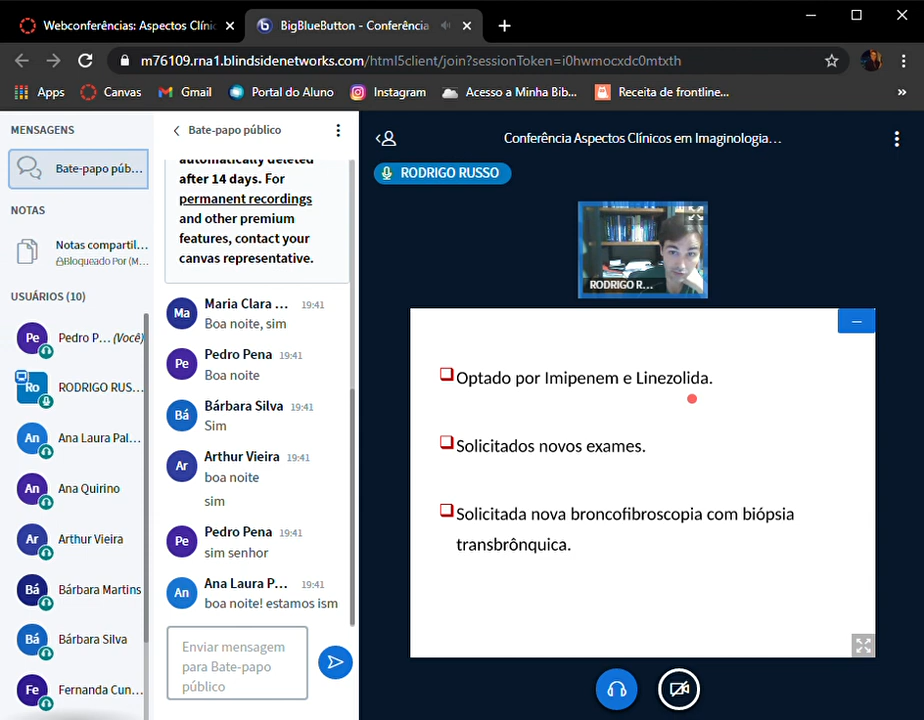 Webconferências: Aspectos Clíni
BigBlueButton - Conferência
m76109.rna1.blindsidenetworks.com/html5client/join?sessionToken=i0hwmocxdc0mtxth
Apps
Canvas
Gmail
Portal do Aluno
Instagram
Acesso a Minha Bib...
Receita de frontline...
»
MENSAGENS
Bate-papo púb...
NOTAS
Notas compartil...
Bloqueado Por (M...
USUÁRIOS (10)
Pe
Pedro P... (Você)
Ro
RODRIGO RUS...
An
Ana Laura Pal...
An
Ana Quirino
Ar
Arthur Vieira
Bá
Bárbara Martins
Bá
Bárbara Silva
Fe
Fernanda Cun...
Bate-papo público
automatically deleted
after 14 days. For
permanent recordings
and other premium
features, contact your
canvas representative.
Ma
Maria Clara ... 19:41
Boa noite, sim
Pe
Pedro Pena 19:41
Boa noite
Bá
Bárbara Silva 19:41
Sim
Ar
Arthur Vieira 19:41
boa noite
sim
Pe
Pedro Pena 19:41
sim senhor
An
Ana Laura P... 19:41
boa noite! estamos ism
Enviar mensagem
para Bate-papo
público
Conferência Aspectos Clínicos em Imaginologia...
RODRIGO RUSSO
RODRIGO R...
Optado por Imipenem e Linezolida.
Solicitados novos exames.
Solicitada nova broncofibroscopia com biópsia
transbrônquica.